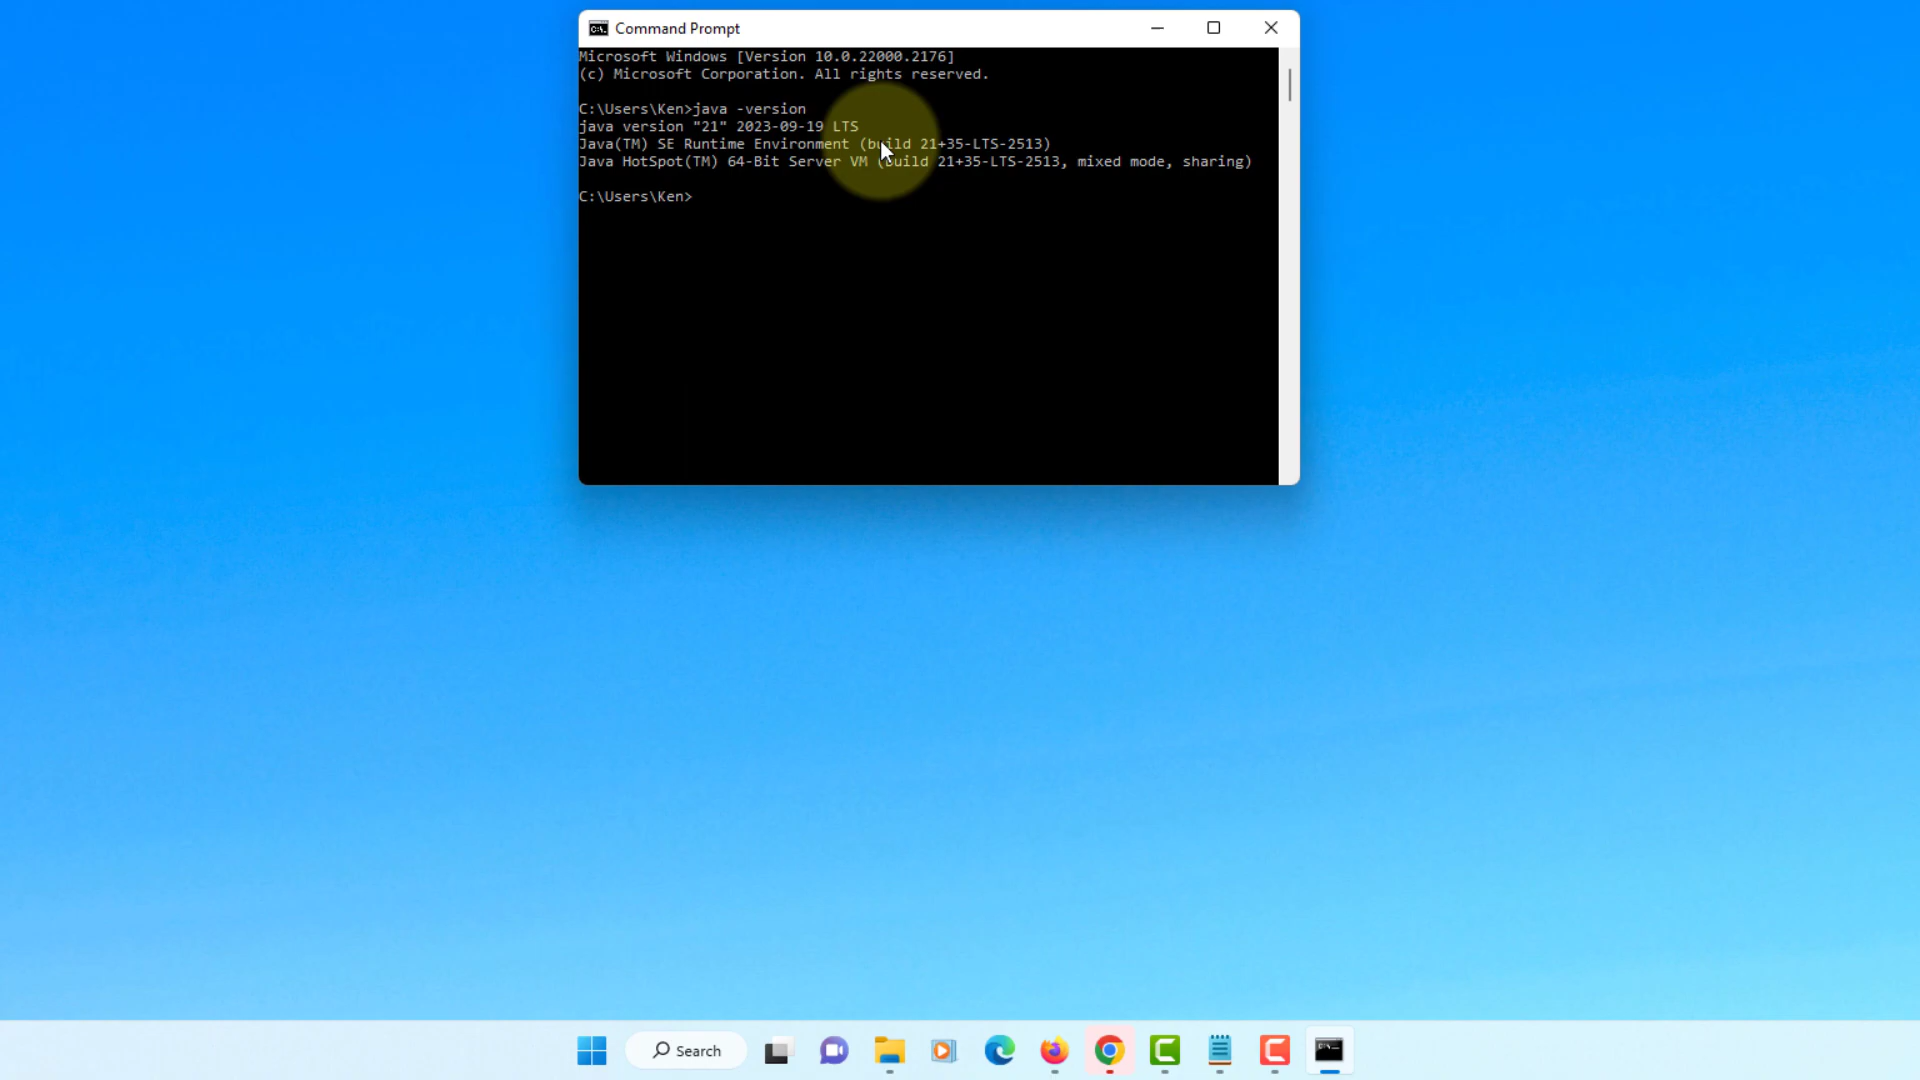 Command Prompt
Microsoft Windows [Version 10.0.22000.2176]
(c) Microsoft Corporation. All rights reserved.
C:\Users\Ken>java -version
java version "21" 2023-09-19 LTS
Java(TM) SE Runtime Environment (build 21+35-LTS-2513)
Java HotSpot(TM) 64-Bit Server VM (build 21+35-LTS-2513, mixed mode, sharing)
C:\Users\Ken>
Search